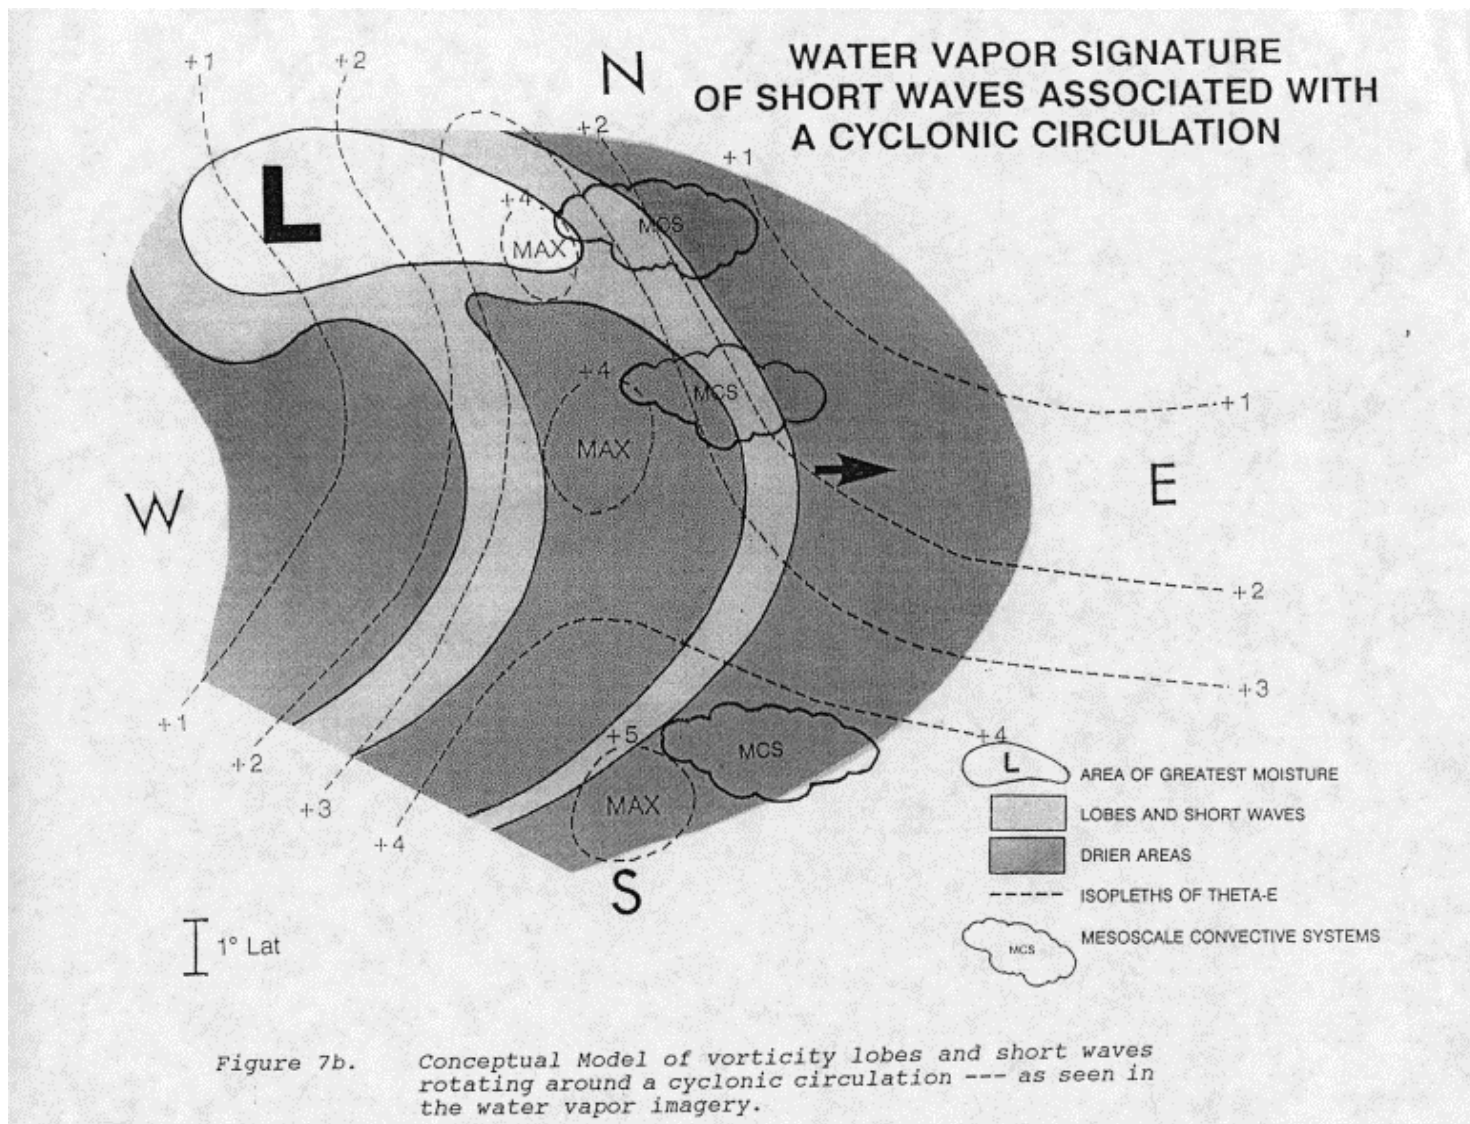 WATER VAPOR SIGNATURE
OF SHORT WAVES ASSOCIATED WITH
A CYCLONIC CIRCULATION
N
+1
+2
+2
+1
L
+4
MAX
MCS
+4
MCS
MAX
+1
W
E
+2
+3
+1
+2
+3
+4
+5
MCS
MAX
+4
S
L
AREA OF GREATEST MOISTURE
LOBES AND SHORT WAVES
DRIER AREAS
ISOPLETHS OF THETA-E
MCS
MESOSCALE CONVECTIVE SYSTEMS
1° Lat
Figure 7b. Conceptual Model of vorticity lobes and short waves
rotating around a cyclonic circulation --- as seen in
the water vapor imagery.